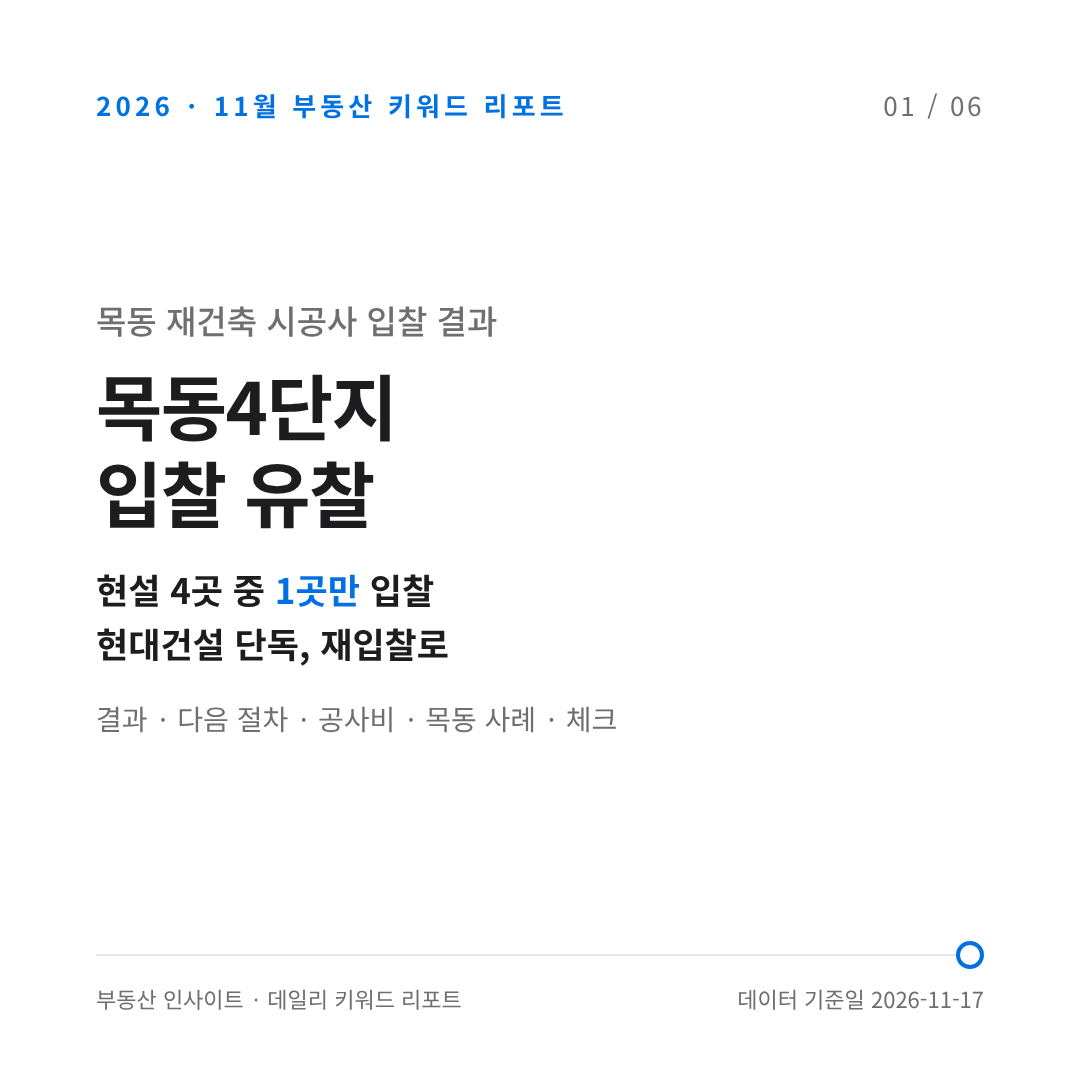 2026 · 11월 부동산 키워드 리포트
01 / 06
목동 재건축 시공사 입찰 결과
목동4단지
입찰 유찰
현설 4곳 중 1곳만 입찰
현대건설 단독, 재입찰로
결과 · 다음 절차 · 공사비 · 목동 사례 · 체크
부동산 인사이트 · 데일리 키워드 리포트
데이터 기준일 2026-11-17